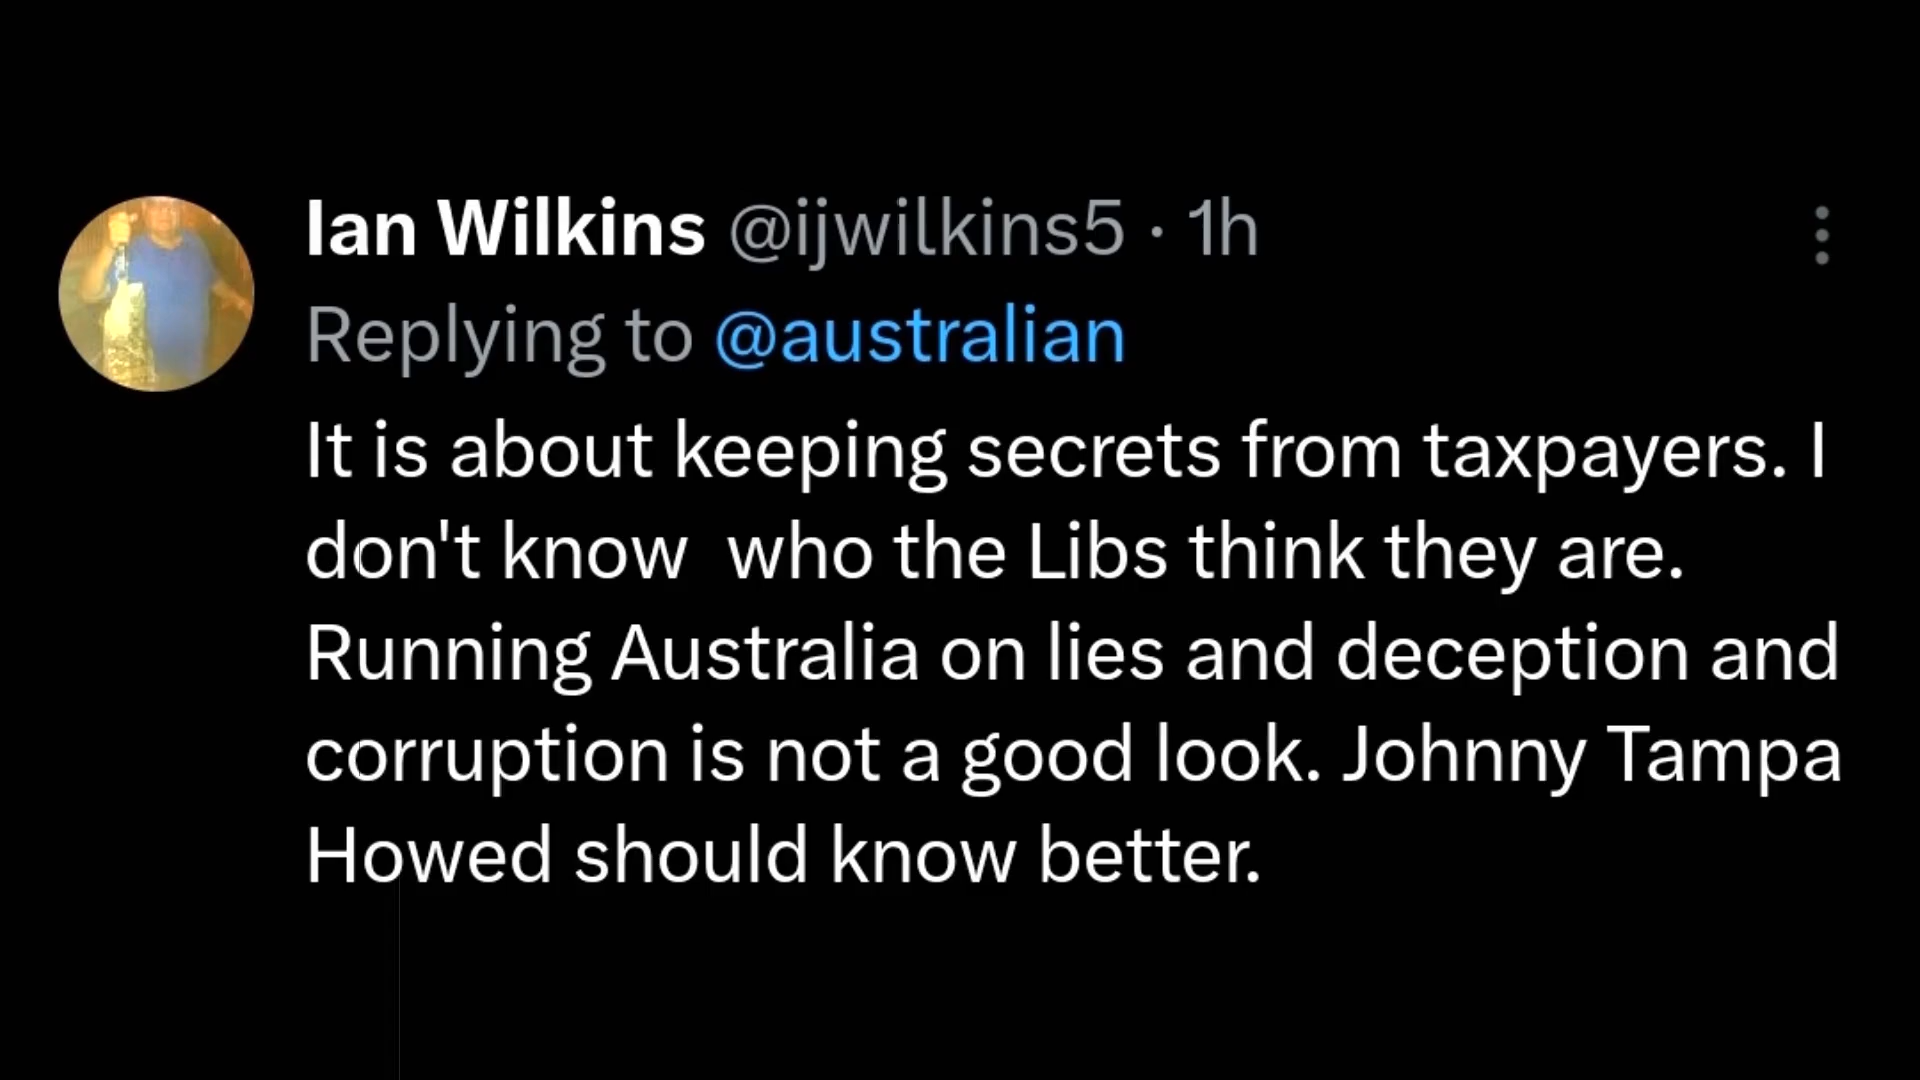 Ian Wilkins @ijwilkins5 · 1h
Replying to @australian
It is about keeping secrets from taxpayers. I
don't know  who the Libs think they are.
Running Australia on lies and deception and
corruption is not a good look. Johnny Tampa
Howed should know better.